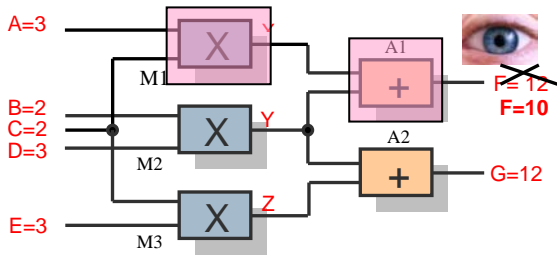 A=3
X
Y
M1
A1
+
F= 12
F=10
B=2
C=2
D=3
X
Y
M2
A2
+
G=12
E=3
X
Z
M3